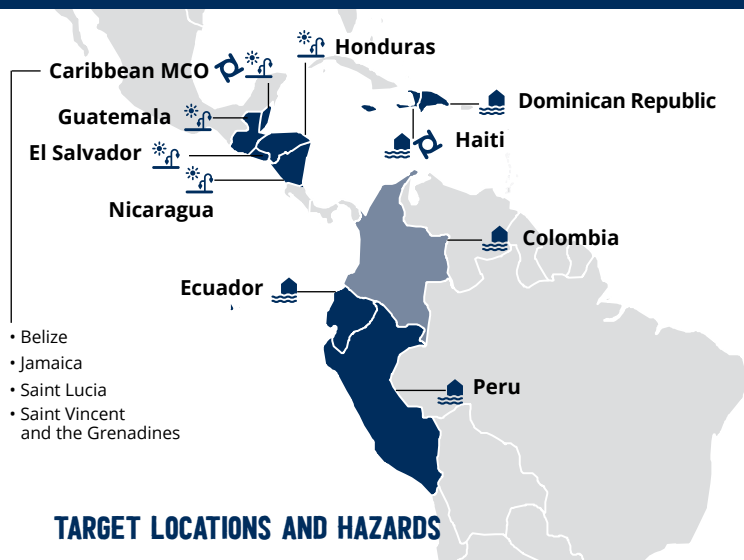 Honduras
Caribbean MCO
Guatemala
El Salvador
Nicaragua
Dominican Republic
Haiti
Colombia
Ecuador
Peru
• Belize
• Jamaica
• Saint Lucia
• Saint Vincent
and the Grenadines
TARGET LOCATIONS AND HAZARDS